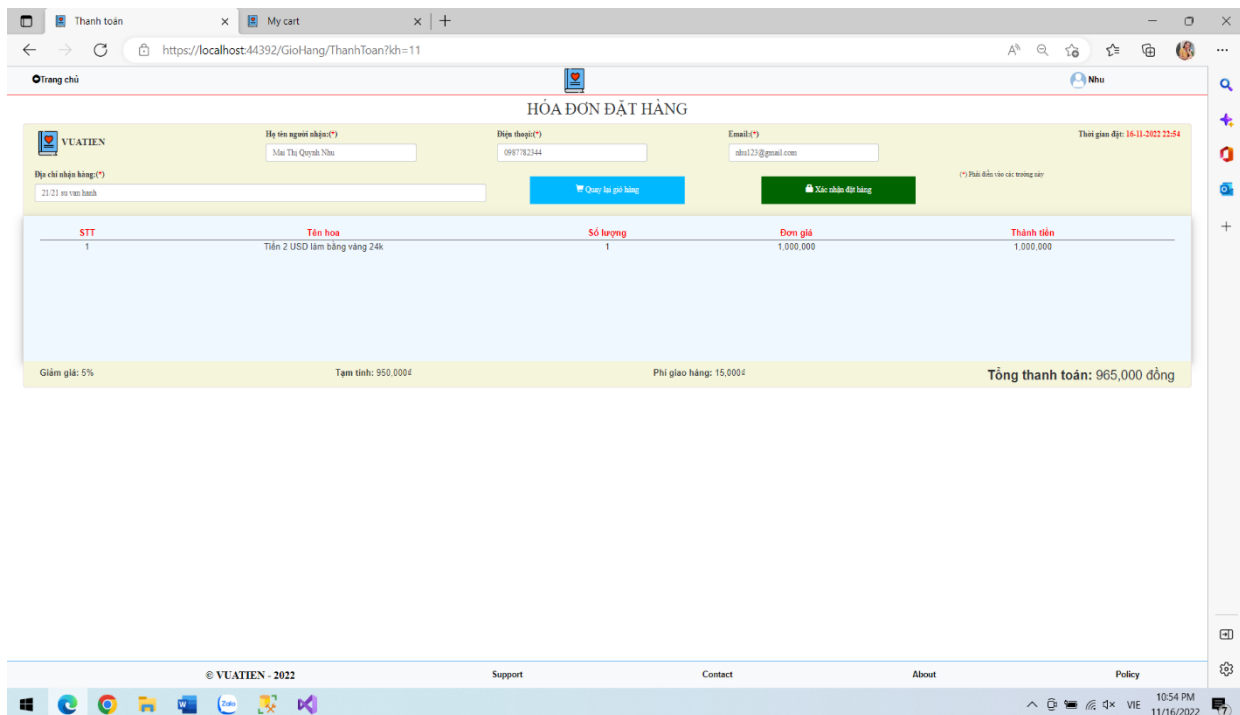 Thanh toán
My cart
https://localhost:44392/GioHang/ThanhToan?kh=11
Trang chủ
Nhu
HÓA ĐƠN ĐẶT HÀNG
VUATIEN
Họ tên người nhận:(*)
Điện thoại:(*)
Email:(*)
Thời gian đặt: 16-11-2022 22:54
Mai Thị Quynh Nhu
0987782344
nhu123@gmail.com
Địa chỉ nhận hàng:(*)
(*) Phải điền vào các trường này
21/21 su van hanh
Quay lại giỏ hàng
Xác nhận đặt hàng
STT Tên hoa Số lượng Đơn giá Thành tiền
1 Tiền 2 USD làm bằng vàng 24k 1 1,000,000 1,000,000
Giảm giá: 5% Tạm tính: 950,000đ Phí giao hàng: 15,000đ Tổng thanh toán: 965,000 đồng
© VUATIEN - 2022 Support Contact About Policy
Zalo
VIE
10:54 PM
11/16/2022